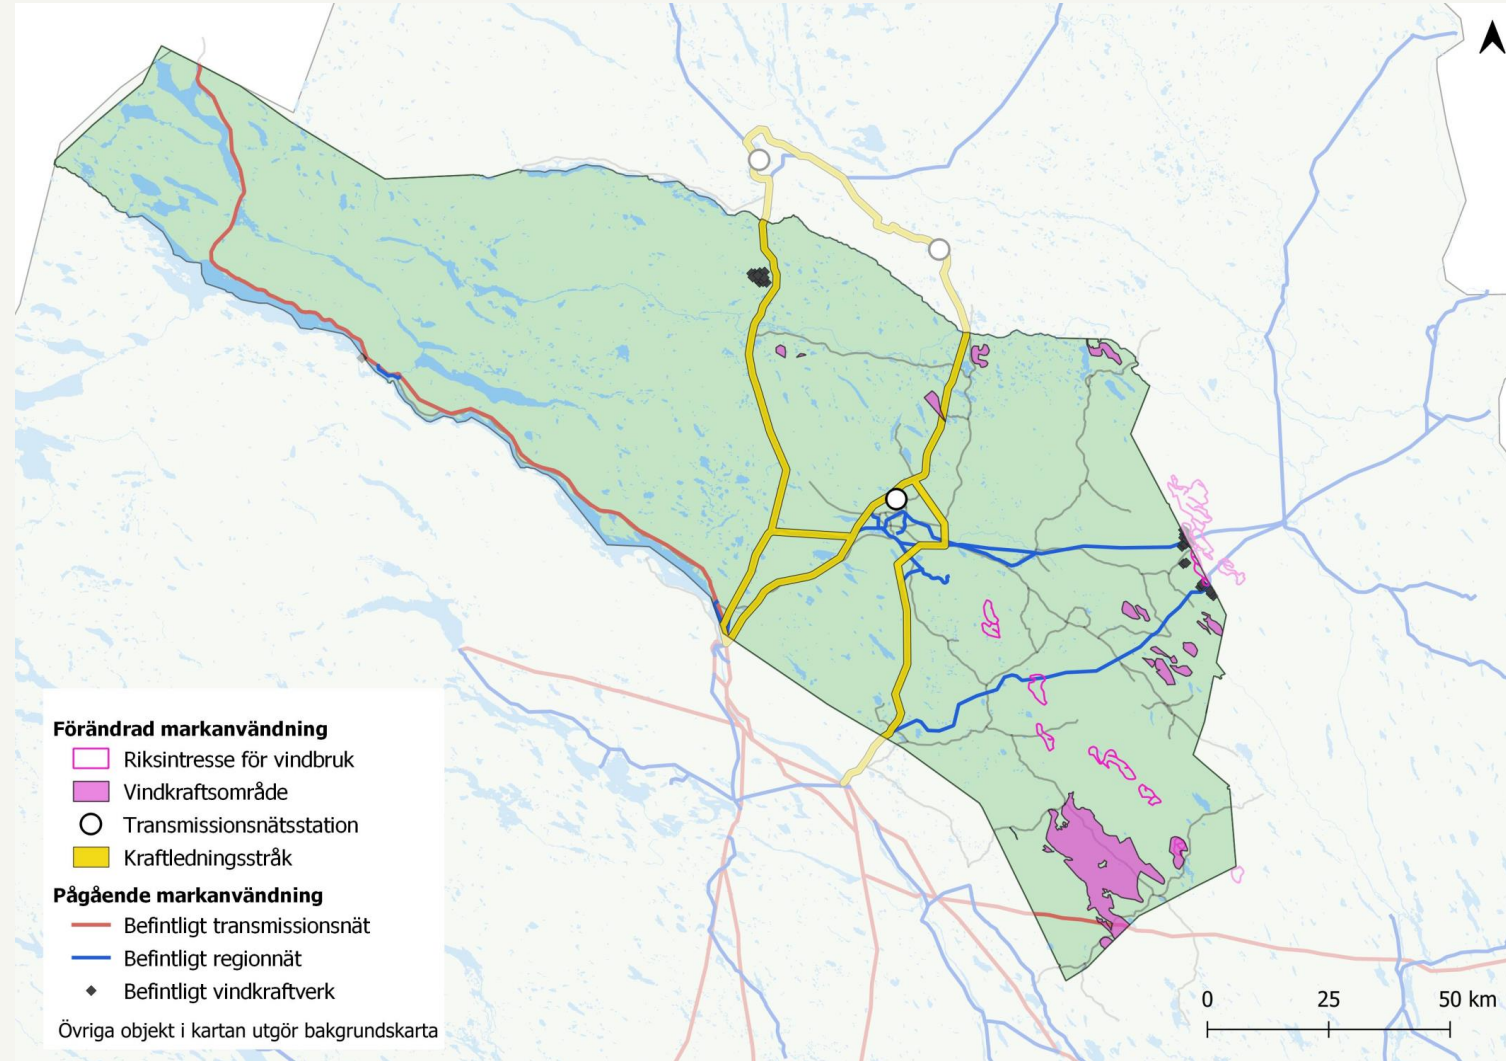 Förändrad markanvändning
Riksintresse för vindbruk
Vindkraftsområde
Transmissionsnätsstation
Kraftledningsstråk
Pågående markanvändning
Befintligt transmissionsnät
Befintligt regionnät
Befintligt vindkraftverk
Övriga objekt i kartan utgör bakgrundskarta
0 25 50 km